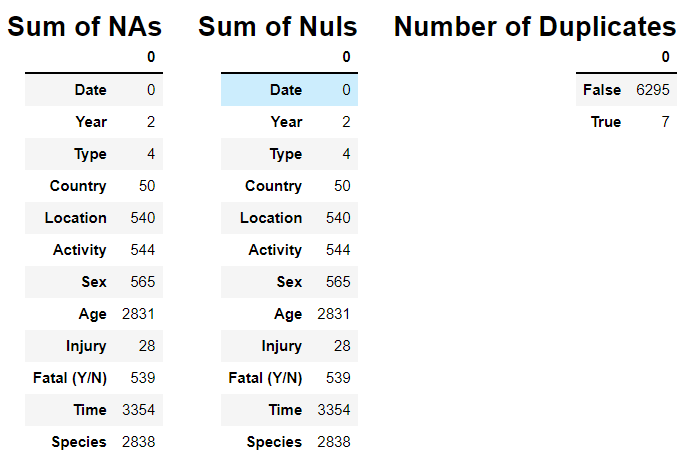 Sum of NAs Sum of Nuls Number of Duplicates
0 0 0
Date 0 Date 0 False 6295
Year 2 Year 2 True 7
Type 4 Type 4
Country 50 Country 50
Location 540 Location 540
Activity 544 Activity 544
Sex 565 Sex 565
Age 2831 Age 2831
Injury 28 Injury 28
Fatal (Y/N) 539 Fatal (Y/N) 539
Time 3354 Time 3354
Species 2838 Species 2838